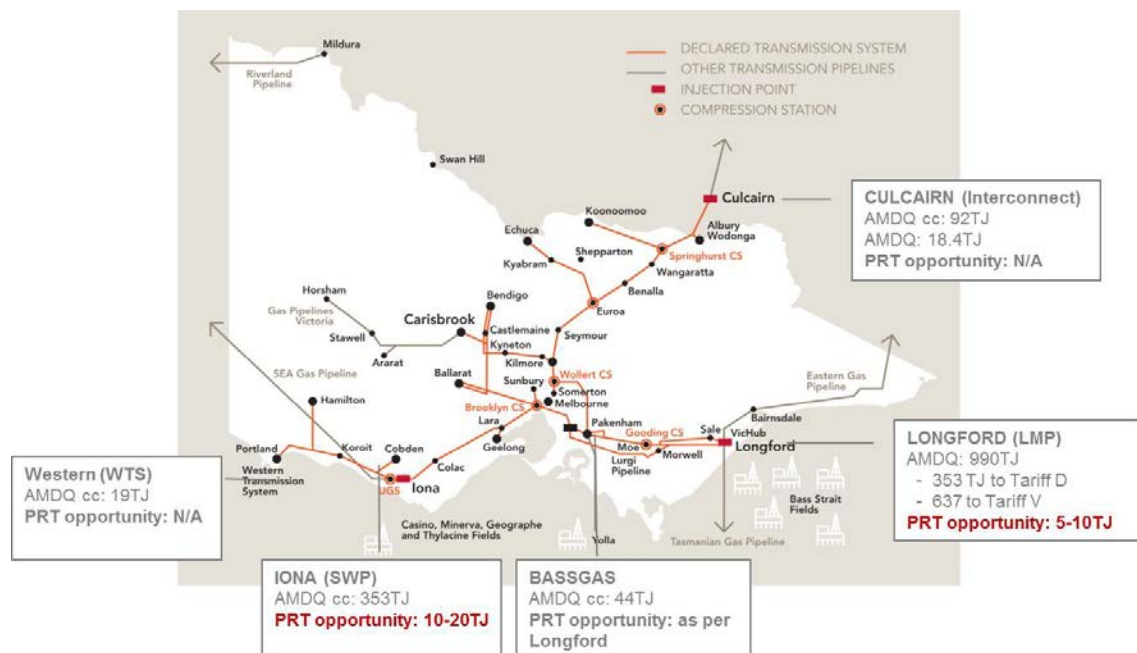 Mildura
Riverland
Pipeline
DECLARED TRANSMISSION SYSTEM
OTHER TRANSMISSION PIPELINES
INJECTION POINT
COMPRESSION STATION
Swan Hill
Culcairn
CULCAIRN (Interconnect)
AMDQ cc: 92TJ
AMDQ: 18.4TJ
PRT opportunity: N/A
Koonoomoo
Albury
Wodonga
Echuca
Shepparton
Springhurst CS
Kyabram
Wangaratta
Benalla
Horsham
Bendigo
Euroa
Gas Pipelines
Victoria
Carisbrook
Castlemaine
Seymour
Stawell
Kyneton
Ararat
Kilmore
Eastern Gas
Pipeline
SEA Gas Pipeline
Ballarat
Sunbury
Wollert CS
Somerton
Melbourne
Hamilton
Brooklyn CS
Bairnsdale
Lara
Pakenham
Gooding CS
Sale
VicHub
Longford
Portland
Koroit
Cobden
Geelong
Moe
Morwell
Lurgi
Pipeline
Western
Transmission
System
Colac
UGS
Iona
Bass Strait
Fields
Casino, Minerva, Geographe
and Thylacine Fields
Yolla
Tasmanian Gas Pipeline
Western (WTS)
AMDQ cc: 19TJ
PRT opportunity: N/A
LONGFORD (LMP)
AMDQ: 990TJ
- 353 TJ to Tariff D
- 637 to Tariff V
PRT opportunity: 5-10TJ
IONA (SWP)
AMDQ cc: 353TJ
PRT opportunity: 10-20TJ
BASSGAS
AMDQ cc: 44TJ
PRT opportunity: as per
Longford